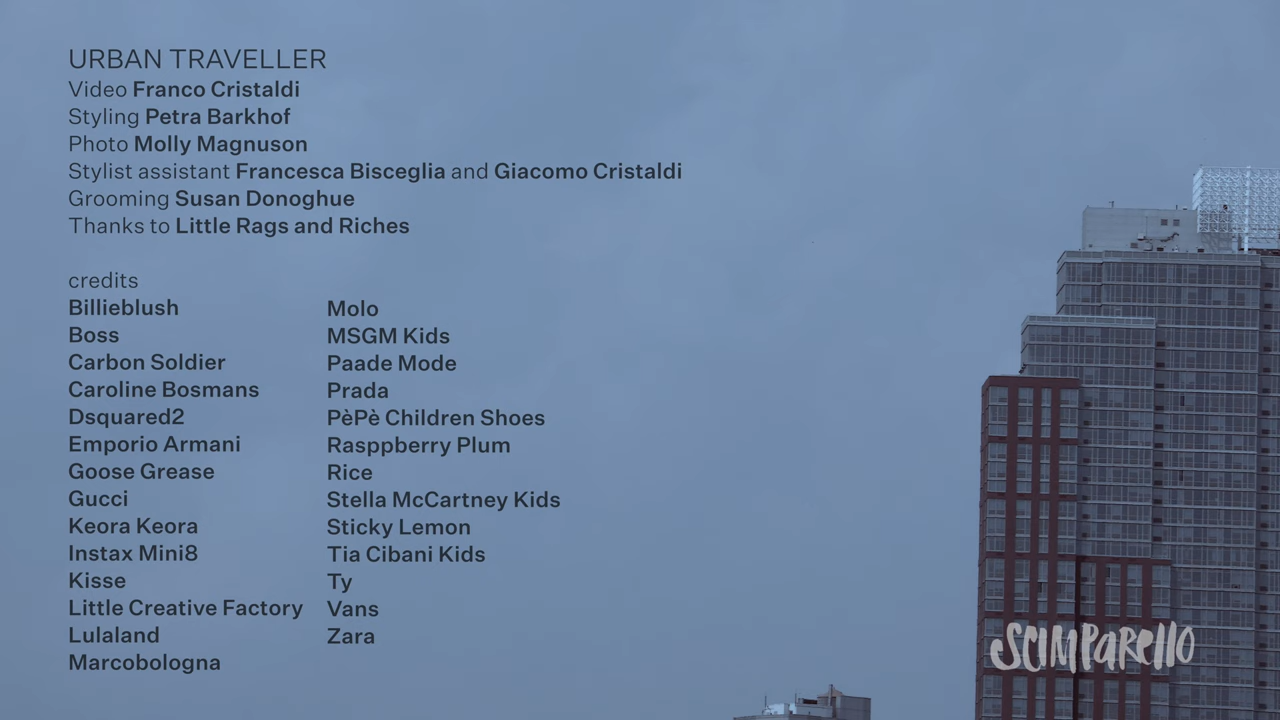 URBAN TRAVELLER
Video Franco Cristaldi
Styling Petra Barkhof
Photo Molly Magnuson
Stylist assistant Francesca Bisceglia and Giacomo Cristaldi
Grooming Susan Donoghue
Thanks to Little Rags and Riches
credits
Billieblush
Boss
Carbon Soldier
Caroline Bosmans
Dsquared2
Emporio Armani
Goose Grease
Gucci
Keora Keora
Instax Mini8
Kisse
Little Creative Factory
Lulaland
Marcobologna
Molo
MSGM Kids
Paade Mode
Prada
PèPè Children Shoes
Rasppberry Plum
Rice
Stella McCartney Kids
Sticky Lemon
Tia Cibani Kids
Ty
Vans
Zara
SCIMPARELLO